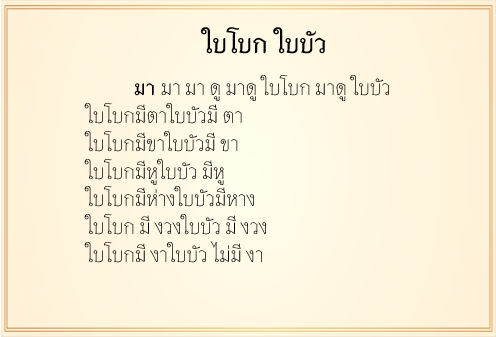 ใบโบก ใบบัว
มา มา มา ดู มาดู ใบโบก มาดู ใบบัว
ใบโบกมีตาใบบัวมี ตา
ใบโบกมีขาใบบัวมี ขา
ใบโบกมีหูใบบัว มีหู
ใบโบกมีห่างใบบัวมีหาง
ใบโบก มี งวงใบบัว มี งวง
ใบโบกมี งาใบบัว ไม่มี งา